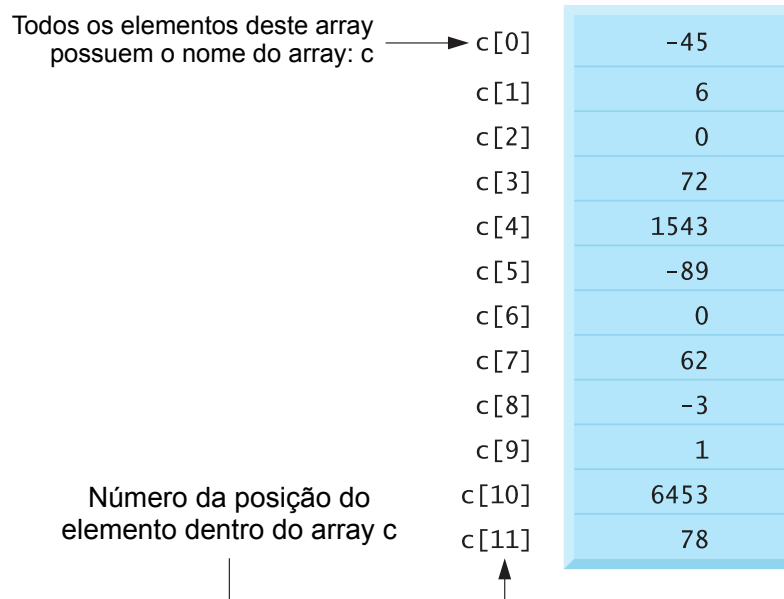 Todos os elementos deste array
possuem o nome do array: c
c[0] -45
c[1] 6
c[2] 0
c[3] 72
c[4] 1543
c[5] -89
c[6] 0
c[7] 62
c[8] -3
c[9] 1
c[10] 6453
c[11] 78
Número da posição do
elemento dentro do array c